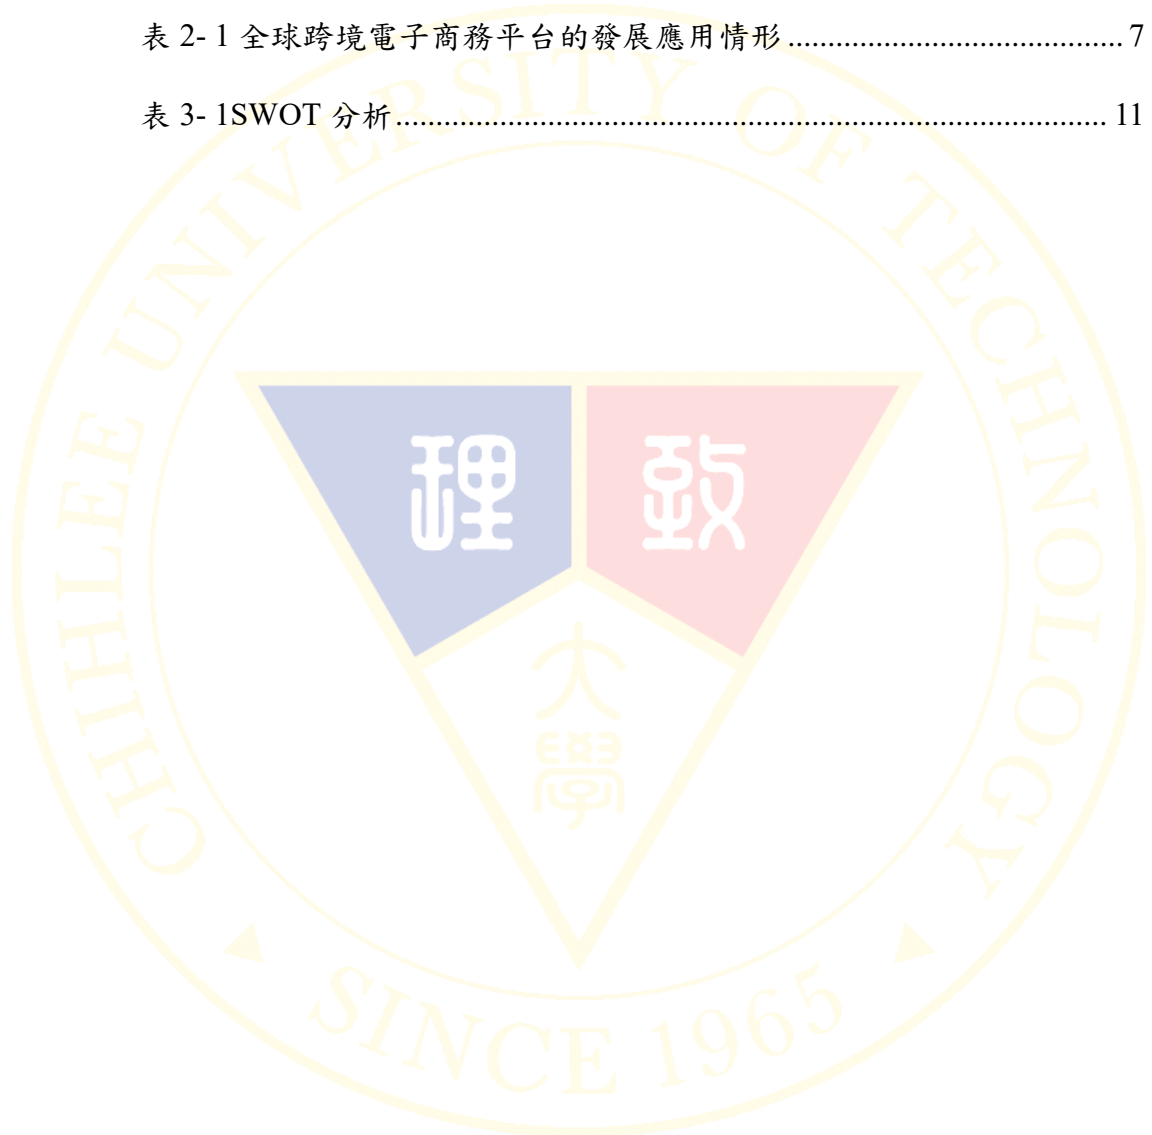 表 2- 1 全球跨境電子商務平台的發展應用情形.......................................... 7
表 3- 1SWOT 分析......................................................................................... 11
CHIHLEE UNIVERSITY OF TECHNOLOGY
理 致
大
學
SINCE 1965